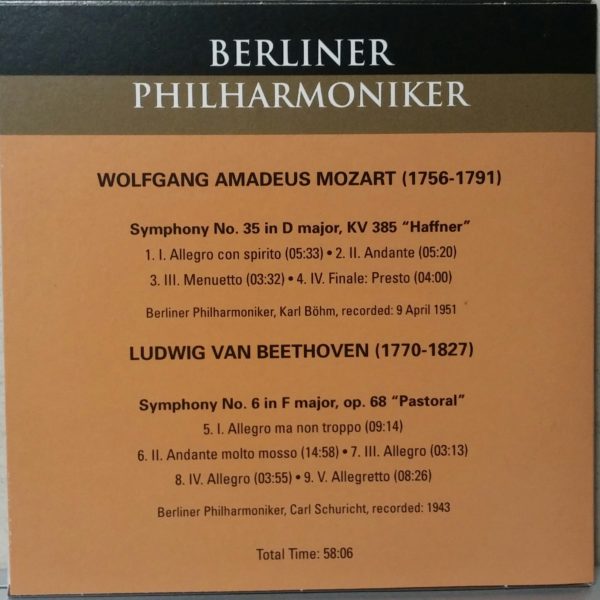 BERLINER
PHILHARMONIKER
WOLFGANG AMADEUS MOZART (1756-1791)
Symphony No. 35 in D major, KV 385 “Haffner”
1. I. Allegro con spirito (05:33) • 2. II. Andante (05:20)
3. III. Menuetto (03:32) • 4. IV. Finale: Presto (04:00)
Berliner Philharmoniker, Karl Böhm, recorded: 9 April 1951
LUDWIG VAN BEETHOVEN (1770-1827)
Symphony No. 6 in F major, op. 68 “Pastoral”
5. I. Allegro ma non troppo (09:14)
6. II. Andante molto mosso (14:58) • 7. III. Allegro (03:13)
8. IV. Allegro (03:55) • 9. V. Allegretto (08:26)
Berliner Philharmoniker, Carl Schuricht, recorded: 1943
Total Time: 58:06